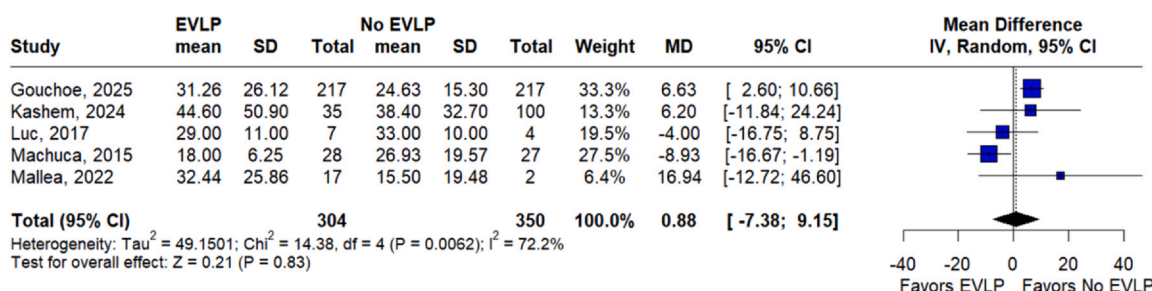 EVLP No EVLP Mean Difference
Study mean SD Total mean SD Total Weight MD 95% CI IV, Random, 95% CI
Gouchoe, 2025 31.26 26.12 217 24.63 15.30 217 33.3% 6.63 [ 2.60; 10.66]
Kashem, 2024 44.60 50.90 35 38.40 32.70 100 13.3% 6.20 [-11.84; 24.24]
Luc, 2017 29.00 11.00 7 33.00 10.00 4 19.5% -4.00 [-16.75; 8.75]
Machuca, 2015 18.00 6.25 28 26.93 19.57 27 27.5% -8.93 [-16.67; -1.19]
Mallea, 2022 32.44 25.86 17 15.50 19.48 2 6.4% 16.94 [-12.72; 46.60]
Total (95% CI) 304 350 100.0% 0.88 [ -7.38; 9.15]
Heterogeneity: Tau² = 49.1501; Chi² = 14.38, df = 4 (P = 0.0062); I² = 72.2%
Test for overall effect: Z = 0.21 (P = 0.83)
-40 -20 0 20 40
Favors EVLP Favors No EVLP